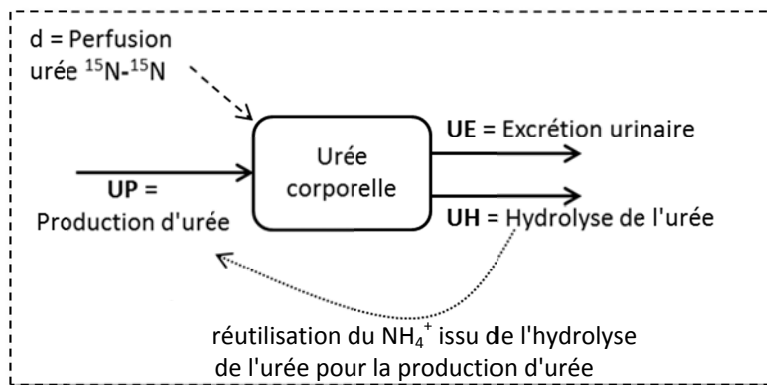 d = Perfusion
urée ¹⁵N-¹⁵N
Urée
corporelle
UP =
Production d'urée
UE = Excrétion urinaire
UH = Hydrolyse de l'urée
réutilisation du NH₄⁺ issu de l'hydrolyse
de l'urée pour la production d'urée